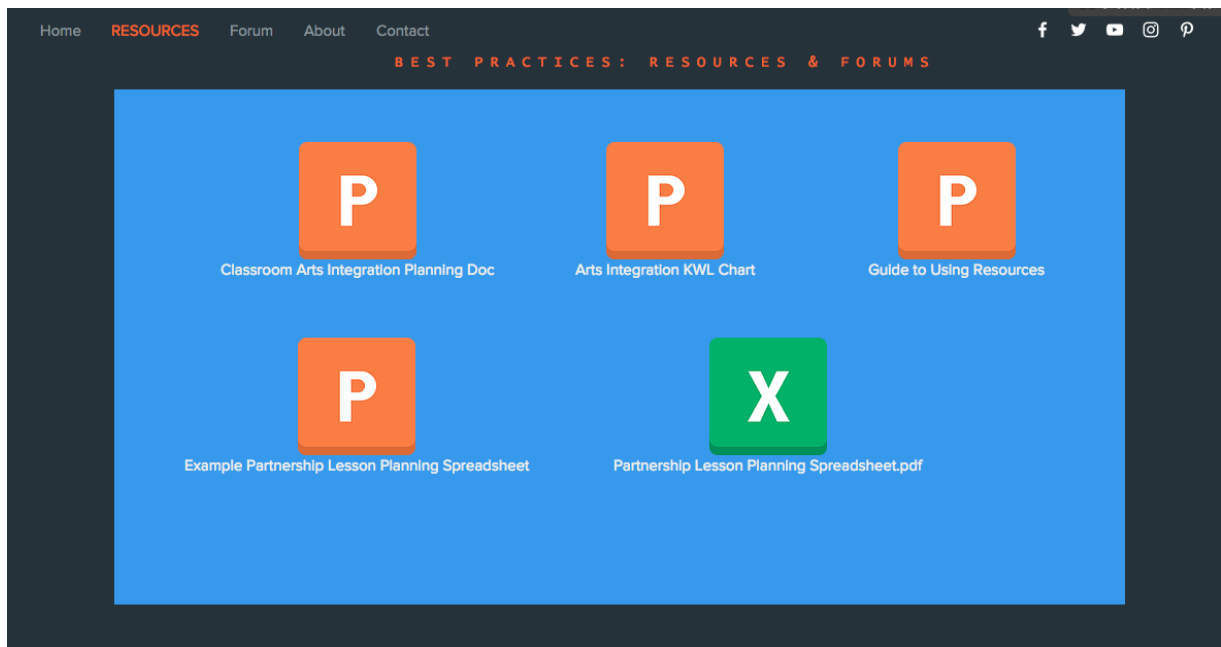 Home RESOURCES Forum About Contact
BEST PRACTICES: RESOURCES & FORUMS
P P P
Classroom Arts Integration Planning Doc Arts Integration KWL Chart Guide to Using Resources
P X
Example Partnership Lesson Planning Spreadsheet Partnership Lesson Planning Spreadsheet.pdf